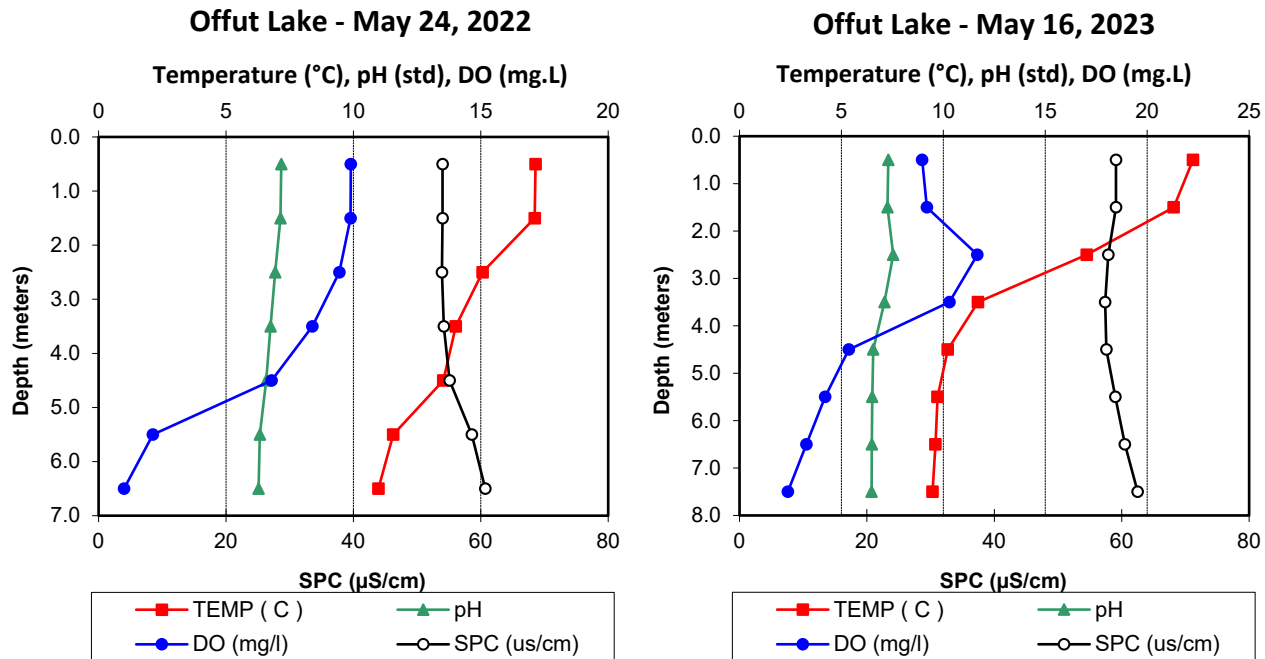 Offut Lake - May 24, 2022
Temperature (°C), pH (std), DO (mg.L)
0 5 10 15 20
0.0
1.0
2.0
3.0
4.0
5.0
6.0
7.0
Depth (meters)
0 20 40 60 80
SPC (µS/cm)
TEMP ( C ) pH
DO (mg/l) SPC (us/cm)
Offut Lake - May 16, 2023
Temperature (°C), pH (std), DO (mg.L)
0 5 10 15 20 25
0.0
1.0
2.0
3.0
4.0
5.0
6.0
7.0
8.0
Depth (meters)
0 20 40 60 80
SPC (µS/cm)
TEMP ( C ) pH
DO (mg/l) SPC (us/cm)